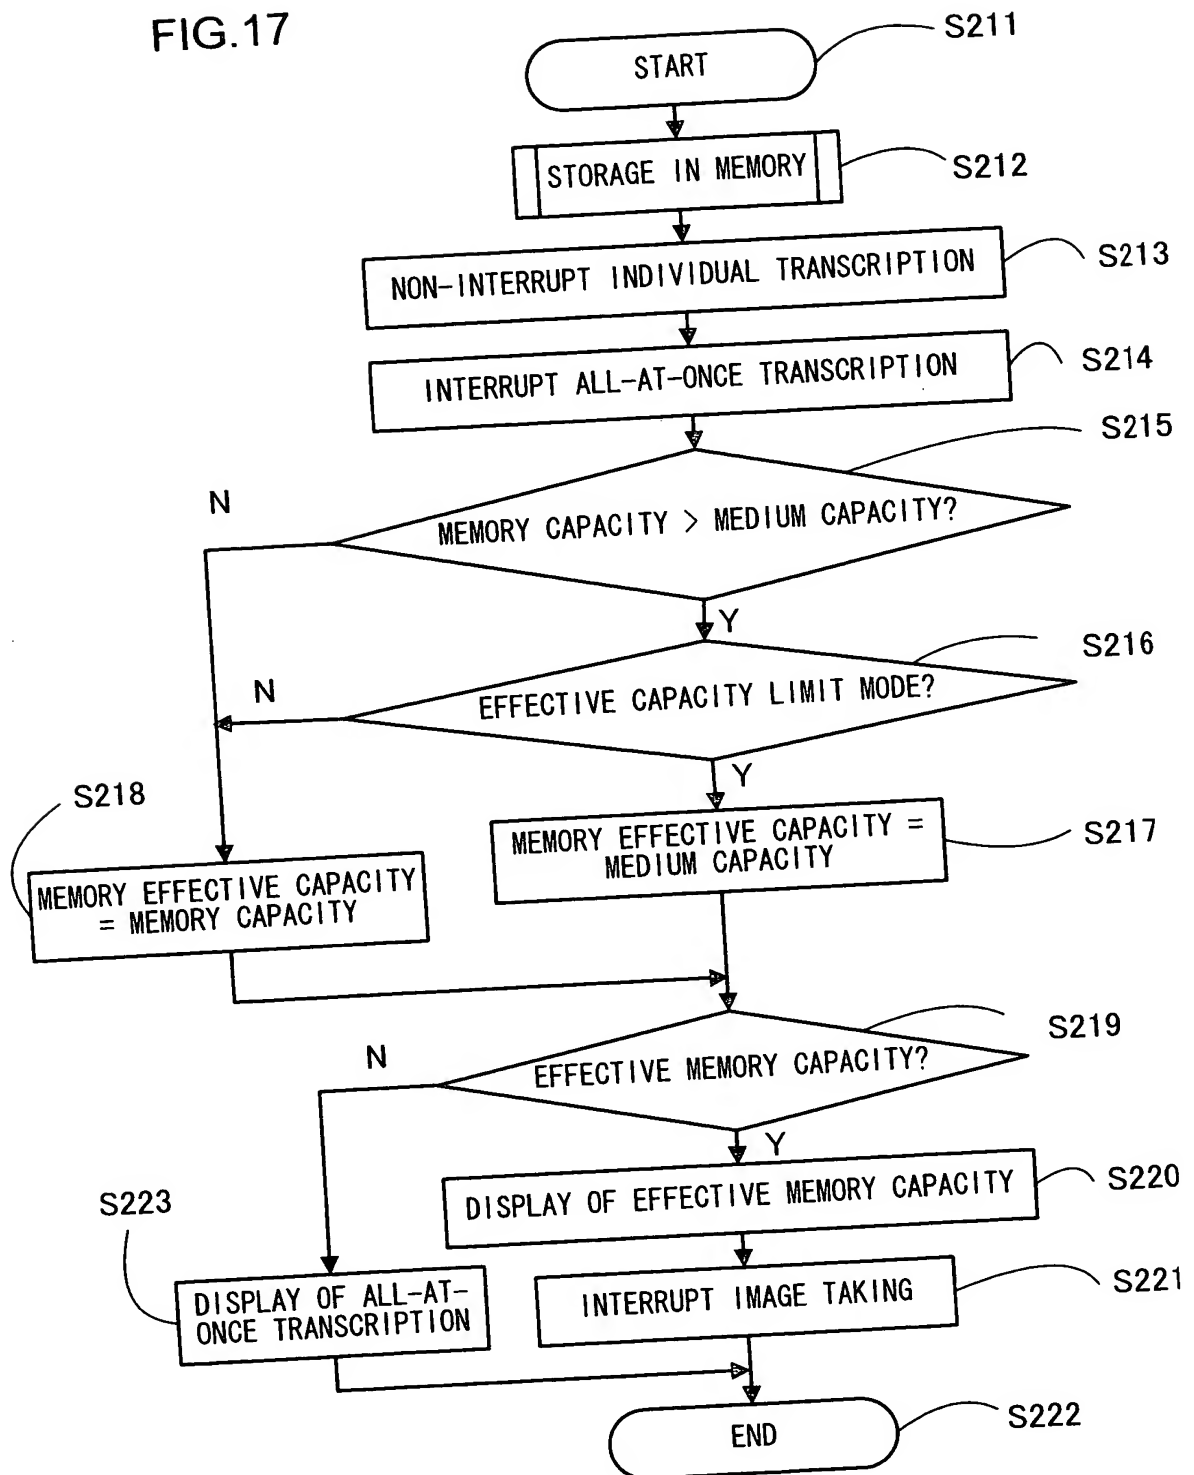 FIG.17
START
S211
STORAGE IN MEMORY
S212
NON-INTERRUPT INDIVIDUAL TRANSCRIPTION
S213
INTERRUPT ALL-AT-ONCE TRANSCRIPTION
S214
S215
N
MEMORY CAPACITY > MEDIUM CAPACITY?
Y
S216
N
EFFECTIVE CAPACITY LIMIT MODE?
Y
S218
MEMORY EFFECTIVE CAPACITY =
MEDIUM CAPACITY
S217
MEMORY EFFECTIVE CAPACITY
= MEMORY CAPACITY
S219
N
EFFECTIVE MEMORY CAPACITY?
Y
S223
DISPLAY OF EFFECTIVE MEMORY CAPACITY
S220
DISPLAY OF ALL-AT-
ONCE TRANSCRIPTION
INTERRUPT IMAGE TAKING
S221
END
S222